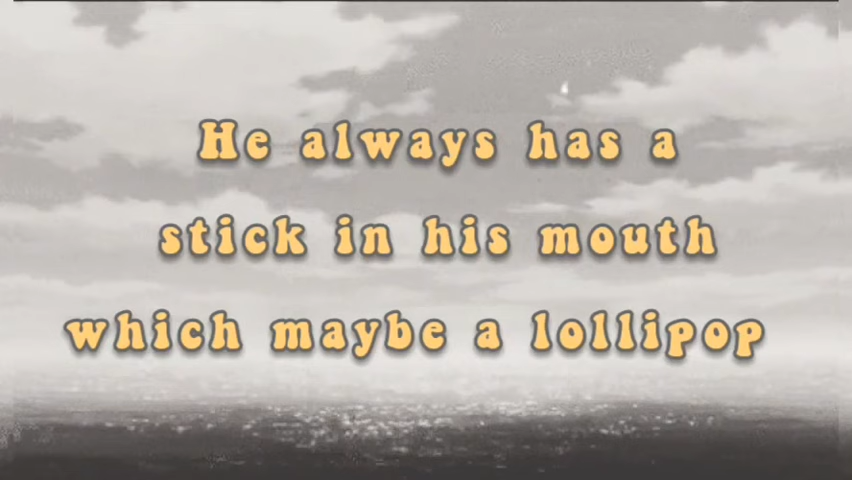 He always has a
stick in his mouth
which maybe a lollipop